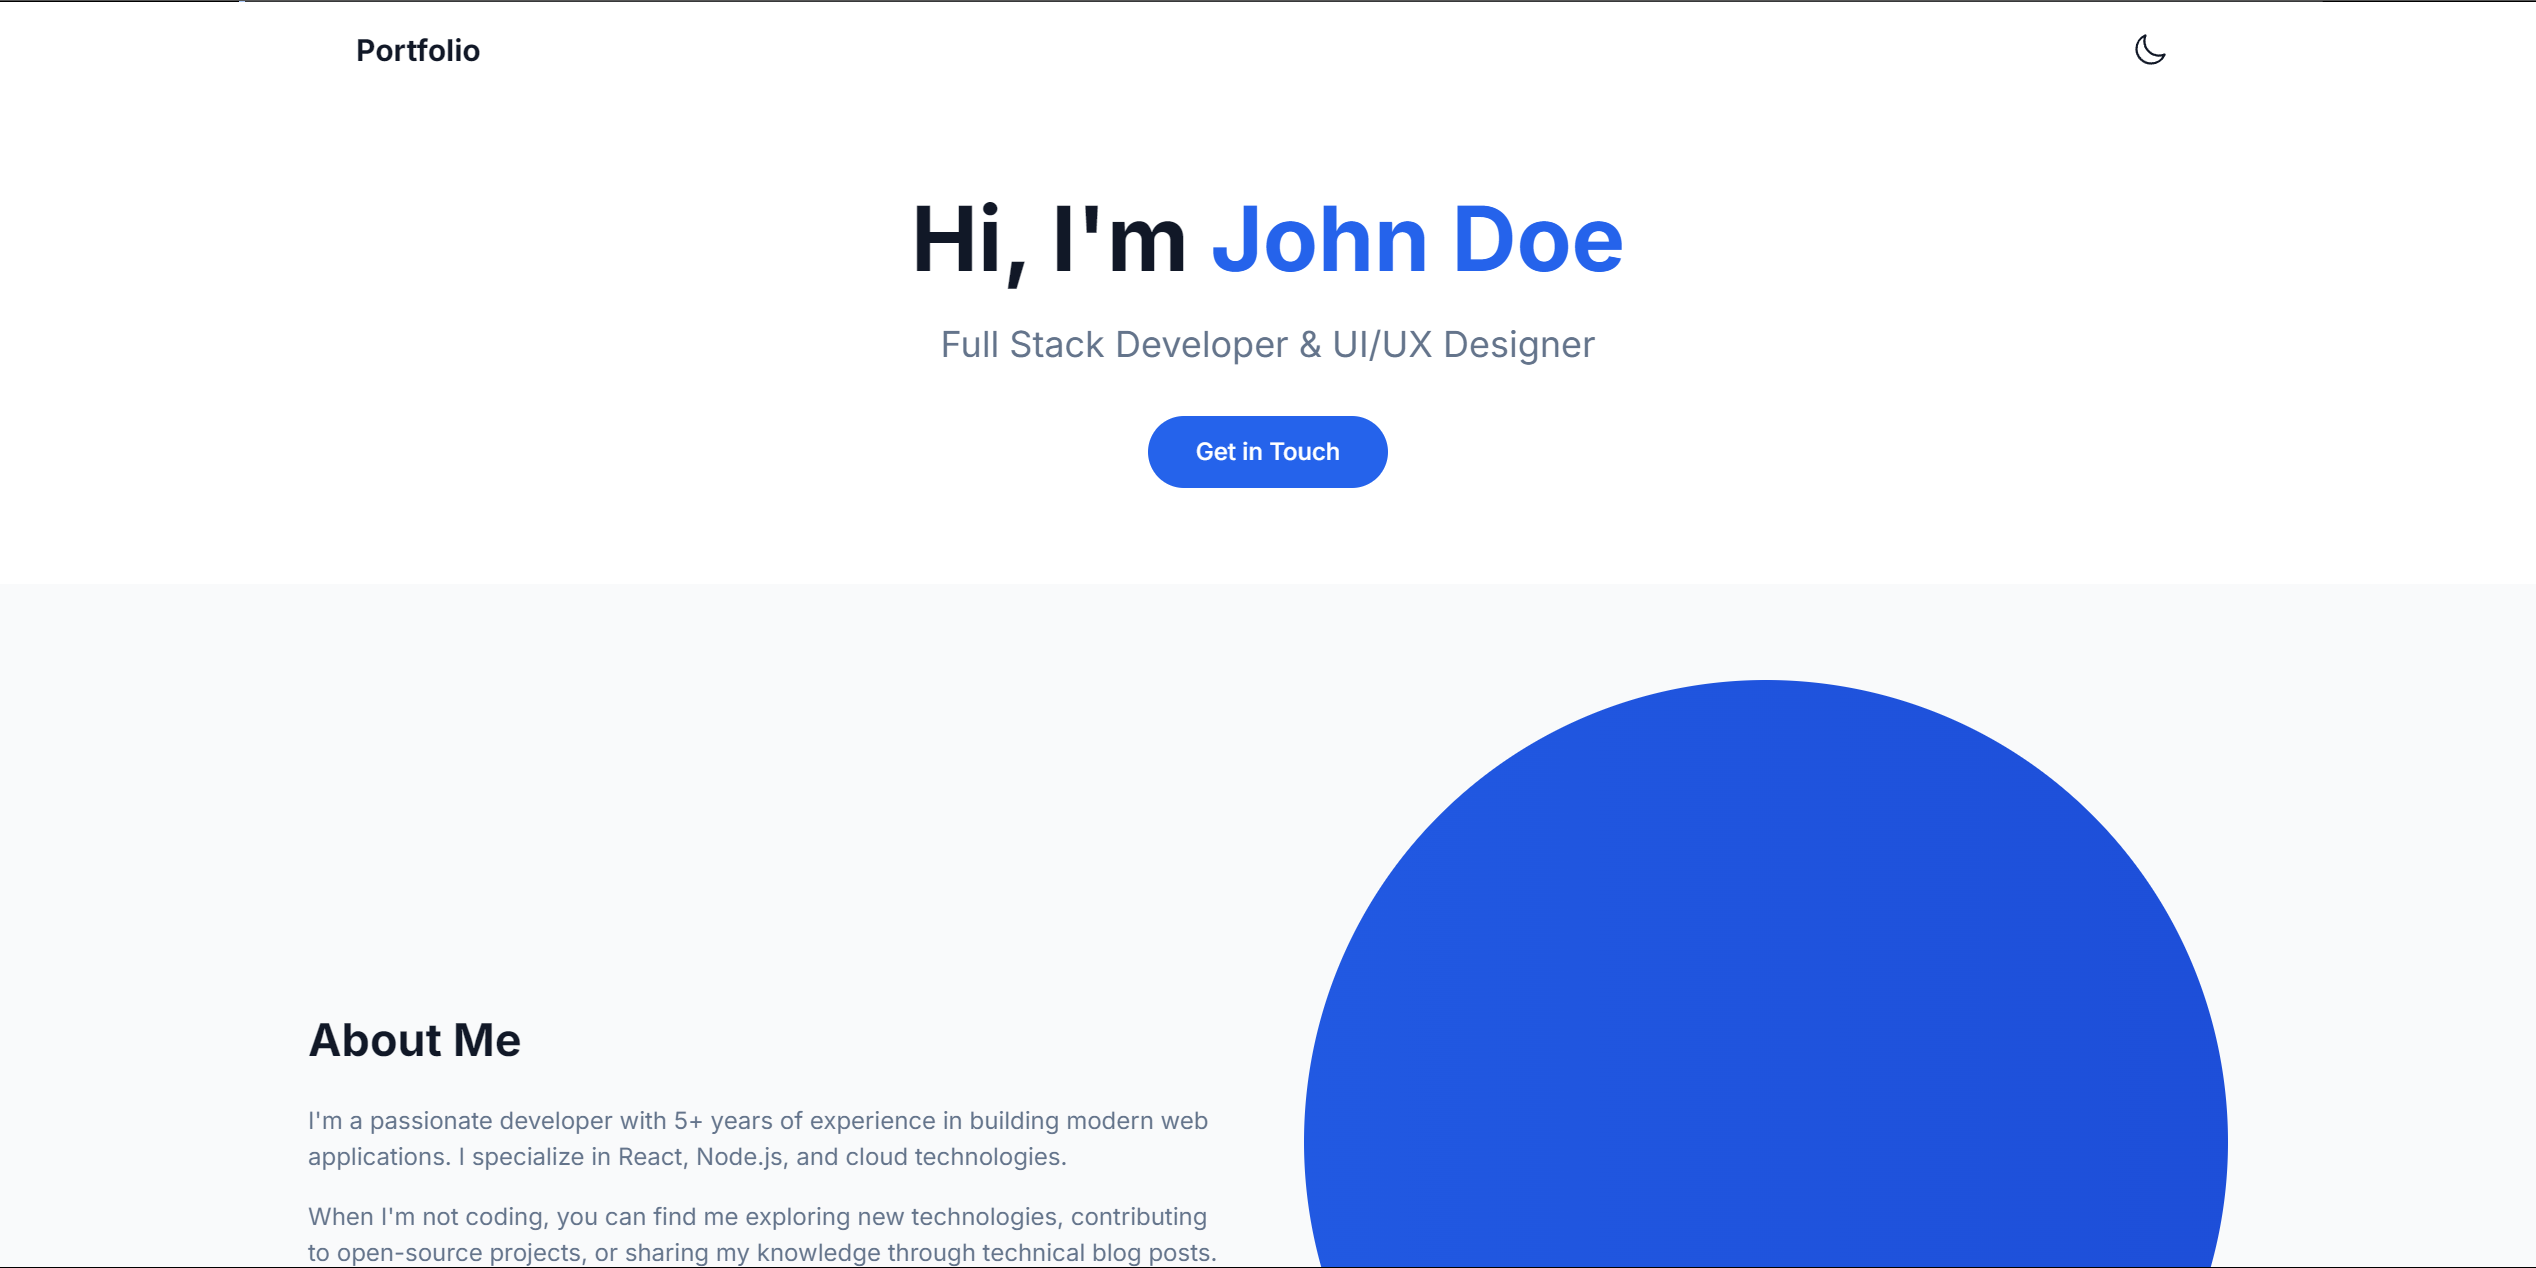 Portfolio
Hi, I'm John Doe
Full Stack Developer & UI/UX Designer
Get in Touch
About Me
I'm a passionate developer with 5+ years of experience in building modern web
applications. I specialize in React, Node.js, and cloud technologies.
When I'm not coding, you can find me exploring new technologies, contributing
to open-source projects, or sharing my knowledge through technical blog posts.